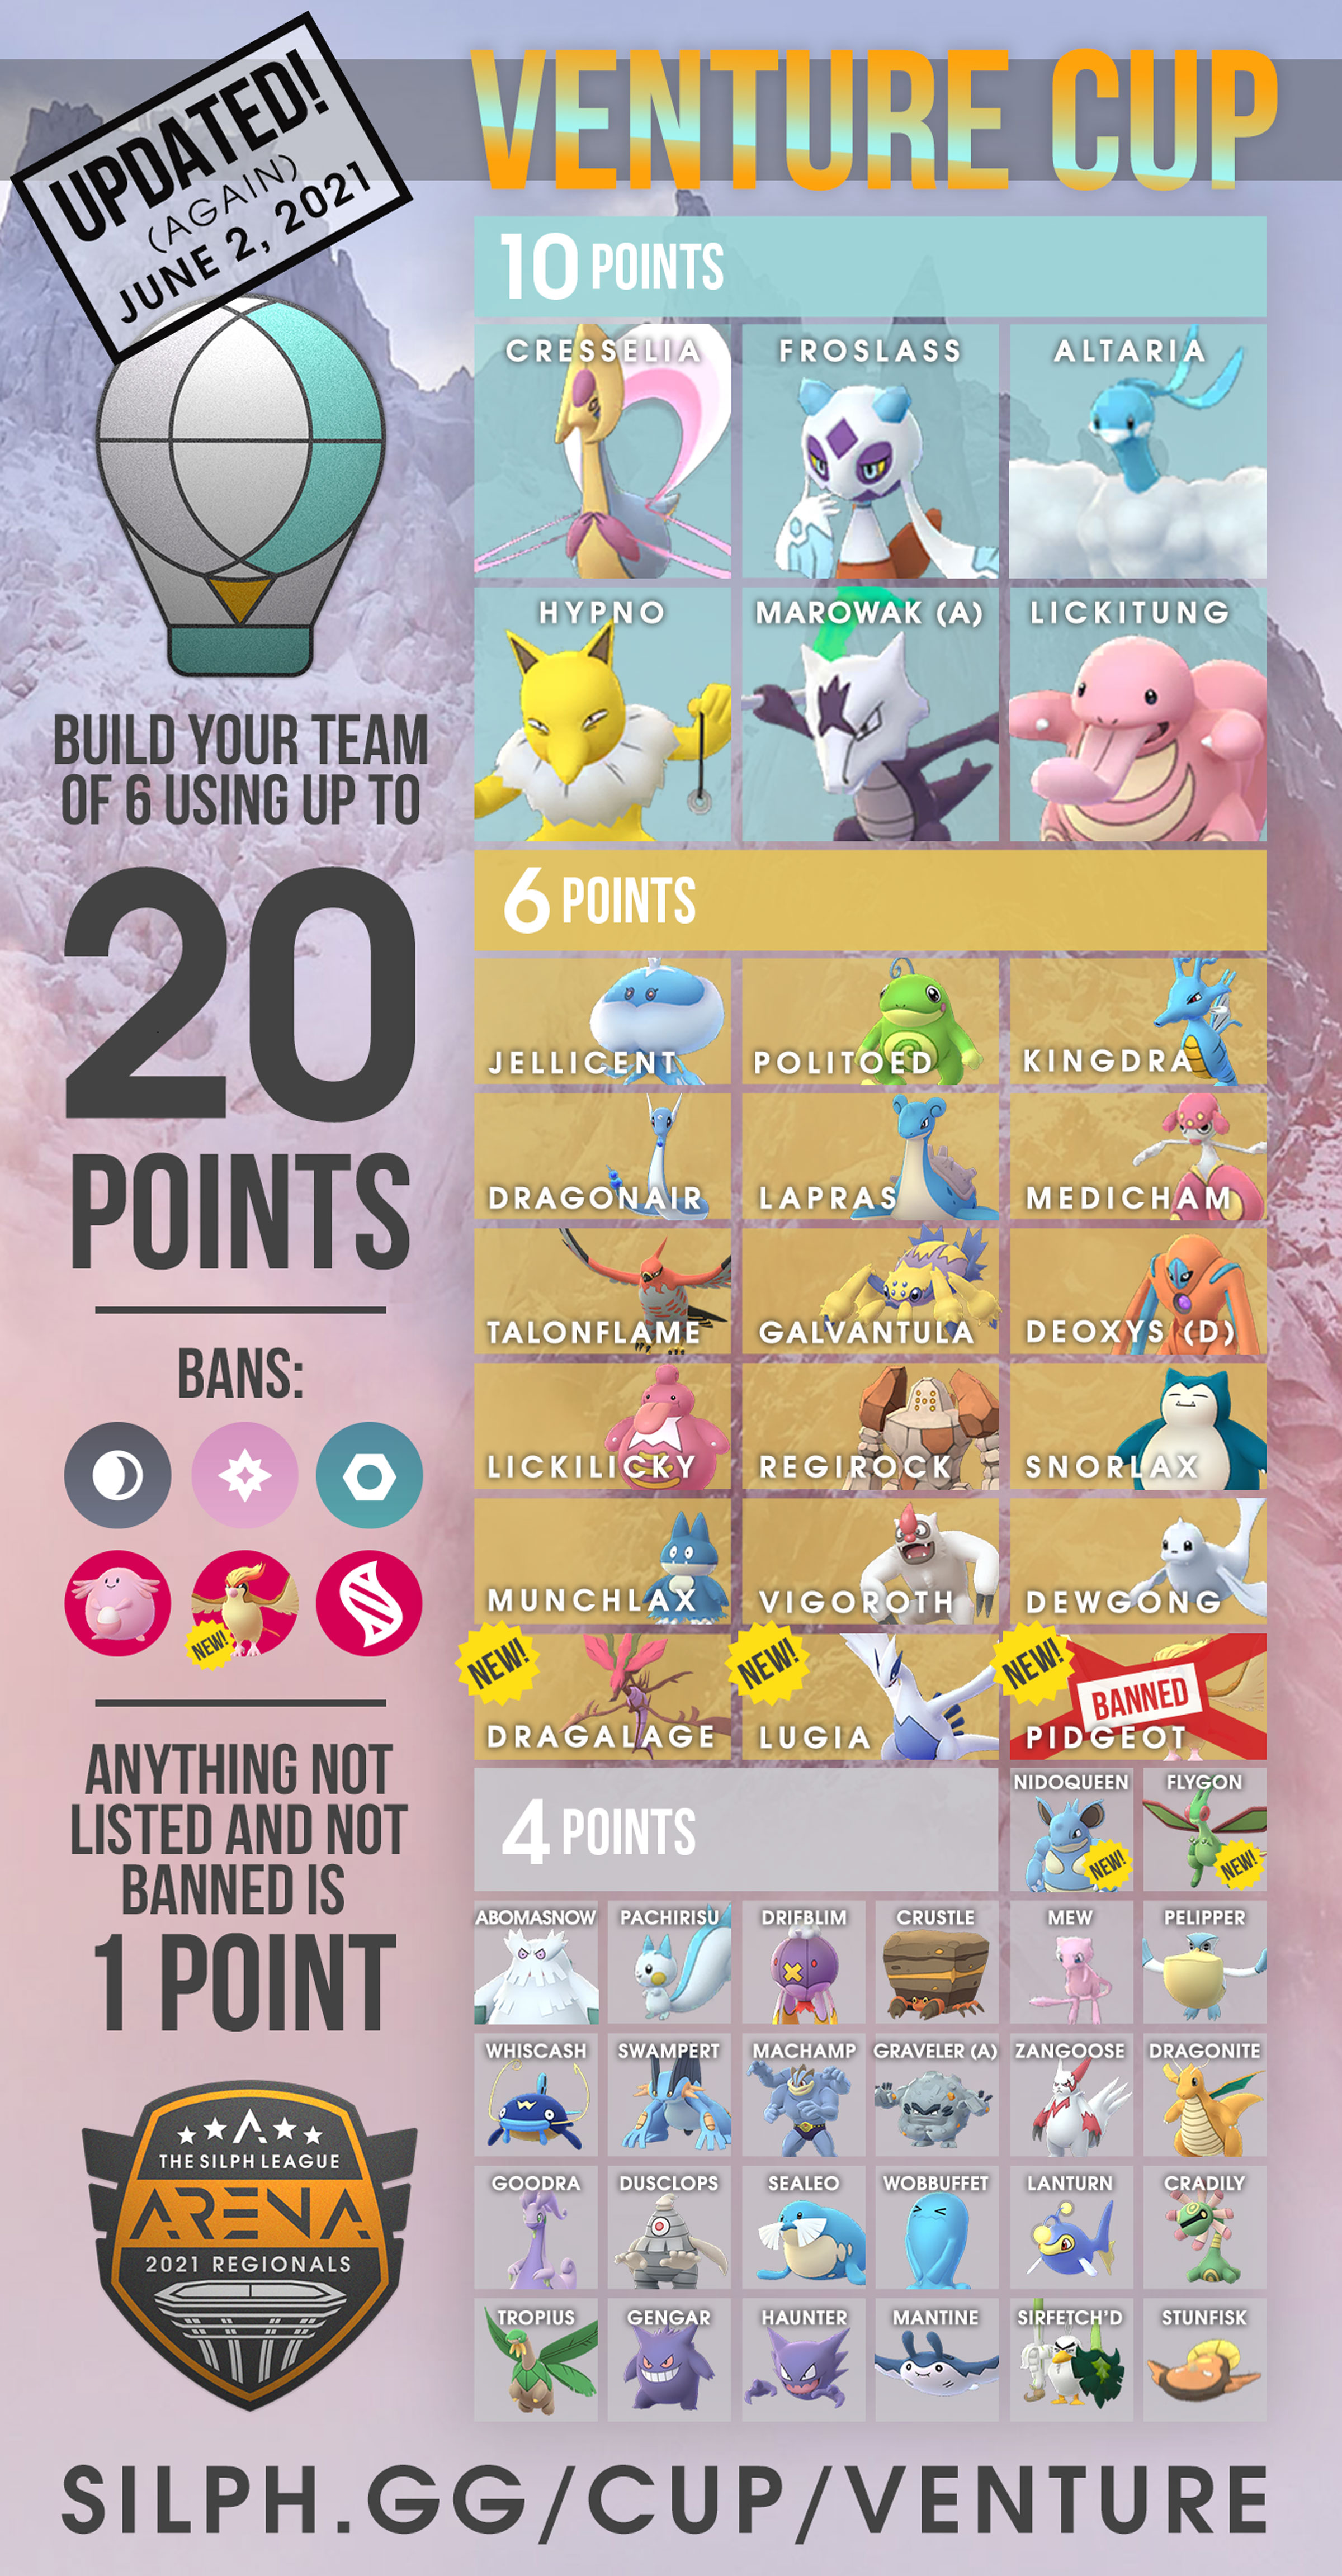 UPDATED!
(AGAIN)
JUNE 2, 2021
VENTURE CUP
BUILD YOUR TEAM
OF 6 USING UP TO
20
POINTS
BANS:
NEW!
ANYTHING NOT
LISTED AND NOT
BANNED IS
1 POINT
THE SILPH LEAGUE
ARENA
2021 REGIONALS
10 POINTS
CRESSELIA FROSLASS ALTARIA
HYPNO MAROWAK (A) LICKITUNG
6 POINTS
JELLICENT POLITOED KINGDRA
DRAGONAIR LAPRAS MEDICHAM
TALONFLAME GALVANTULA DEOXYS (D)
LICKILICKY REGIROCK SNORLAX
MUNCHLAX VIGOROTH DEWGONG
NEW! NEW! NEW!
BANNED
DRAGALAGE LUGIA PIDGEOT
4 POINTS
NIDOQUEEN FLYGON
NEW! NEW!
ABOMASNOW PACHIRISU DRIFBLIM CRUSTLE MEW PELIPPER
WHISCASH SWAMPERT MACHAMP GRAVELER (A) ZANGOOSE DRAGONITE
GOODRA DUSCLOPS SEALEO WOBBUFFET LANTURN CRADILY
TROPIUS GENGAR HAUNTER MANTINE SIRFETCH'D STUNFISK
SILPH.GG/CUP/VENTURE